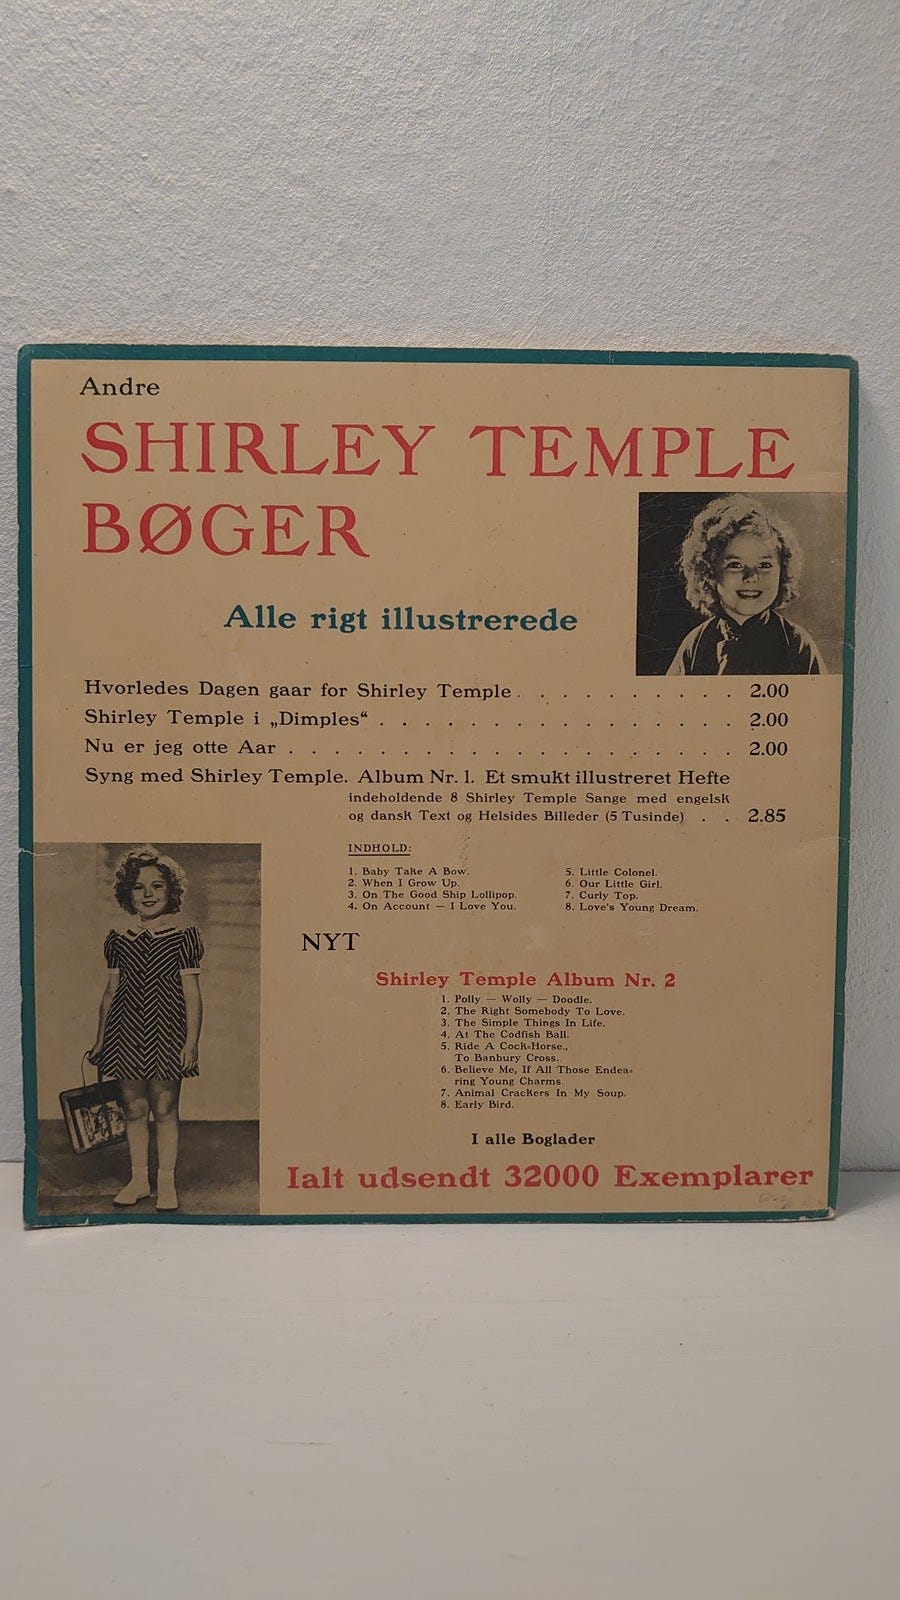 Andre
SHIRLEY TEMPLE
BØGER
Alle rigt illustrerede
Hvorledes Dagen gaar for Shirley Temple . . . . . . . . . . 2.00
Shirley Temple i „Dimples“ . . . . . . . . . . . . . . . 2.00
Nu er jeg otte Aar . . . . . . . . . . . . . . . . . . . 2.00
Syng med Shirley Temple. Album Nr. 1. Et smukt illustreret Hefte
indeholdende 8 Shirley Temple Sange med engelsk
og dansk Text og Helsides Billeder (5 Tusinde) . . 2.85
INDHOLD:
1. Baby Take A Bow.
2. When I Grow Up.
3. On The Good Ship Lollipop.
4. On Account — I Love You.
5. Little Colonel.
6. Our Little Girl.
7. Curly Top.
8. Love's Young Dream.
NYT
Shirley Temple Album Nr. 2
1. Polly — Wolly — Doodle.
2. The Right Somebody To Love.
3. The Simple Things In Life.
4. At The Codfish Ball.
5. Ride A Cock-Horse.,
To Banbury Cross.
6. Believe Me, If All Those Endea-
ring Young Charms.
7. Animal Crackers In My Soup.
8. Early Bird.
I alle Boglader
Ialt udsendt 32000 Exemplarer